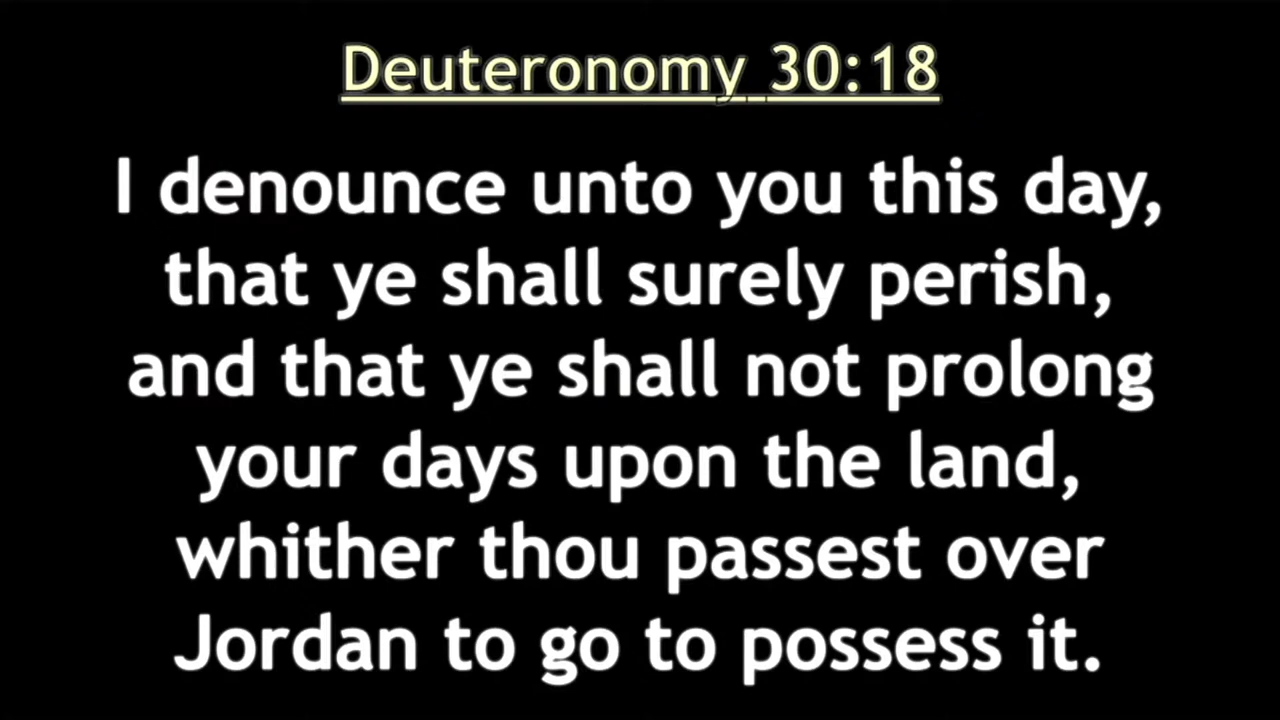 Deuteronomy 30:18
I denounce unto you this day,
that ye shall surely perish,
and that ye shall not prolong
your days upon the land,
whither thou passest over
Jordan to go to possess it.